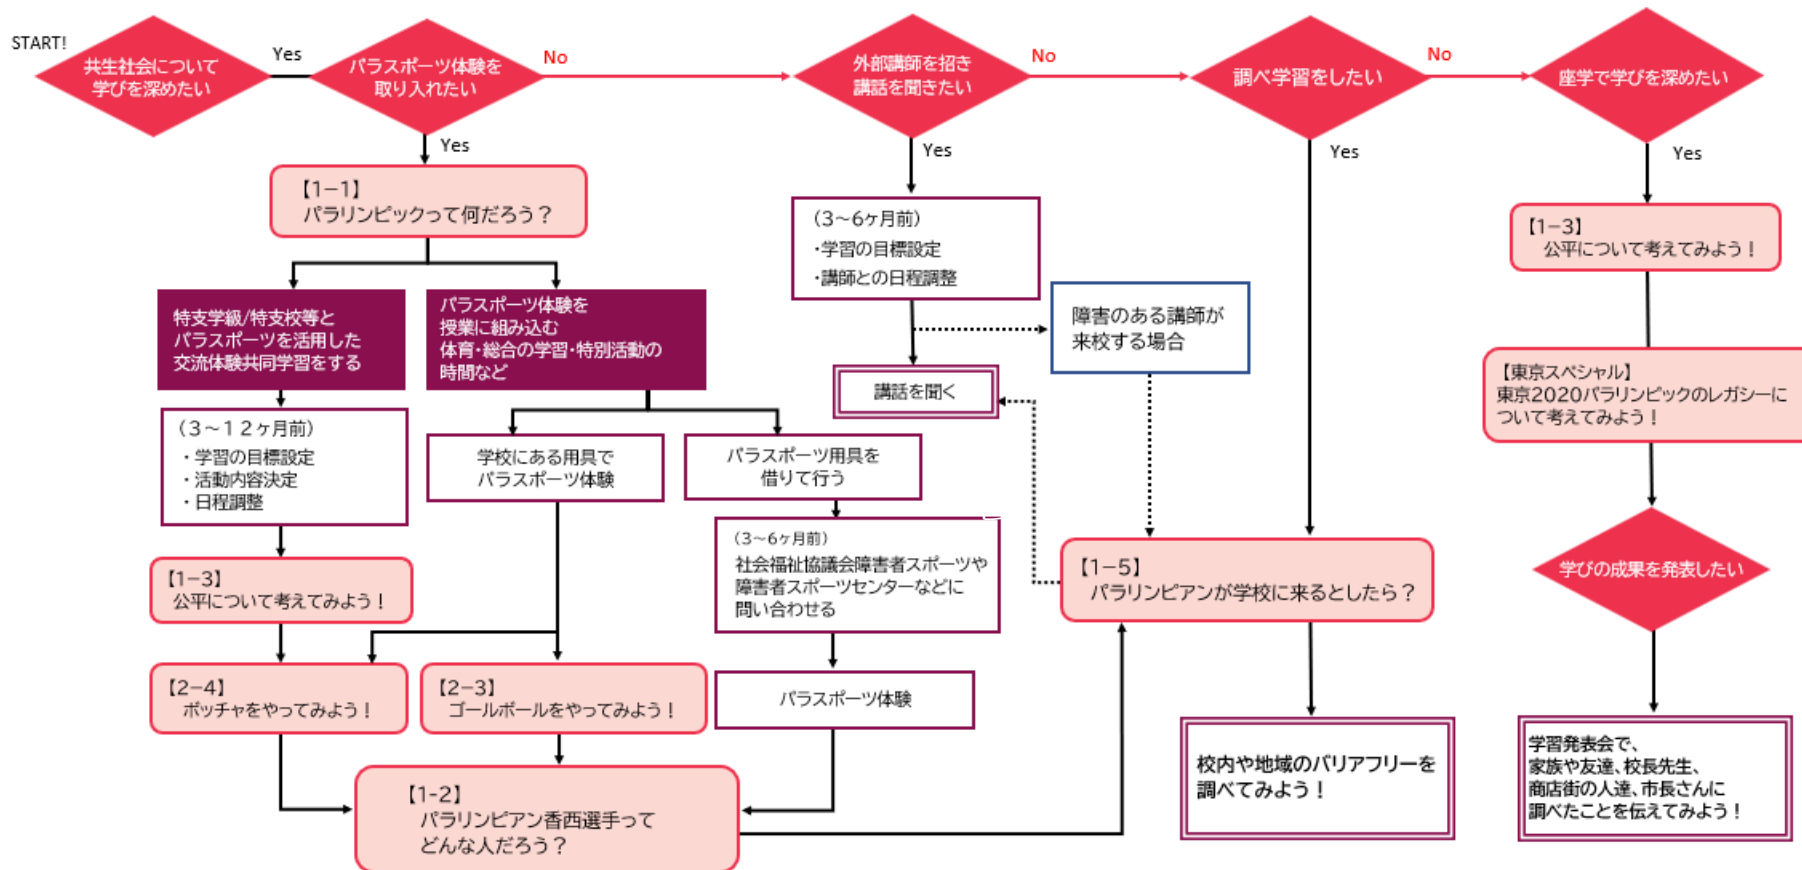 START!
共生社会について
学びを深めたい
Yes
パラスポーツ体験を
取り入れたい
No
外部講師を招き
講話を聞きたい
No
調べ学習をしたい
No
座学で学びを深めたい
Yes
Yes
Yes
Yes
【1−1】
パラリンピックって何だろう？
特支学級/特支校等と
パラスポーツを活用した
交流体験共同学習をする
パラスポーツ体験を
授業に組み込む
体育・総合の学習・特別活動の
時間など
（3～12ヶ月前）
・学習の目標設定
・活動内容決定
・日程調整
学校にある用具で
パラスポーツ体験
パラスポーツ用具を
借りて行う
（3～6ヶ月前）
社会福祉協議会障害者スポーツや
障害者スポーツセンターなどに
問い合わせる
【1−3】
公平について考えてみよう！
【2−4】
ボッチャをやってみよう！
【2−3】
ゴールボールをやってみよう！
パラスポーツ体験
【1-2】
パラリンピアン香西選手って
どんな人だろう？
（3～6ヶ月前）
・学習の目標設定
・講師との日程調整
障害のある講師が
来校する場合
講話を聞く
【1−5】
パラリンピアンが学校に来るとしたら？
校内や地域のバリアフリーを
調べてみよう！
【1−3】
公平について考えてみよう！
【東京スペシャル】
東京2020パラリンピックのレガシーに
ついて考えてみよう！
学びの成果を発表したい
学習発表会で、
家族や友達、校長先生、
商店街の人達、市長さんに
調べたことを伝えてみよう！